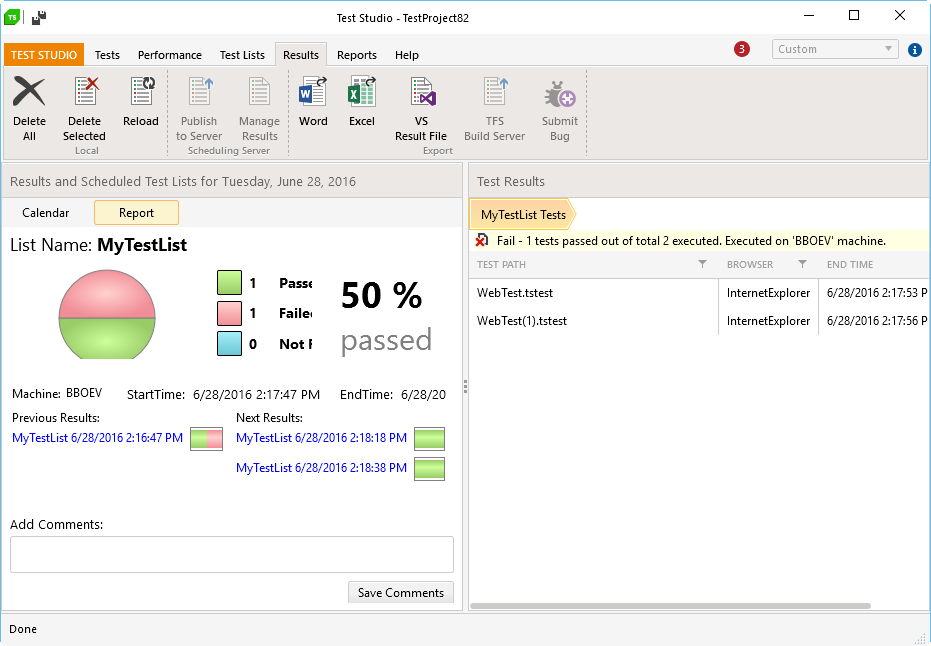 TS
Test Studio - TestProject82
TEST STUDIO Tests Performance Test Lists Results Reports Help 3 Custom
Delete All
Delete Selected
Reload
Local
Publish to Server
Manage Results
Scheduling Server
Word
Excel
VS Result File
TFS Build Server
Submit Bug
Export
Results and Scheduled Test Lists for Tuesday, June 28, 2016
Calendar Report
List Name: MyTestList
1 Passe
1 Failed
0 Not F
50 %
passed
Machine: BBOEV StartTime: 6/28/2016 2:17:47 PM EndTime: 6/28/20
Previous Results: Next Results:
MyTestList 6/28/2016 2:16:47 PM MyTestList 6/28/2016 2:18:18 PM
MyTestList 6/28/2016 2:18:38 PM
Add Comments:
Save Comments
Test Results
MyTestList Tests
Fail - 1 tests passed out of total 2 executed. Executed on 'BBOEV' machine.
TEST PATH BROWSER END TIME
WebTest.tstest InternetExplorer 6/28/2016 2:17:53 P
WebTest(1).tstest InternetExplorer 6/28/2016 2:17:56 P
Done